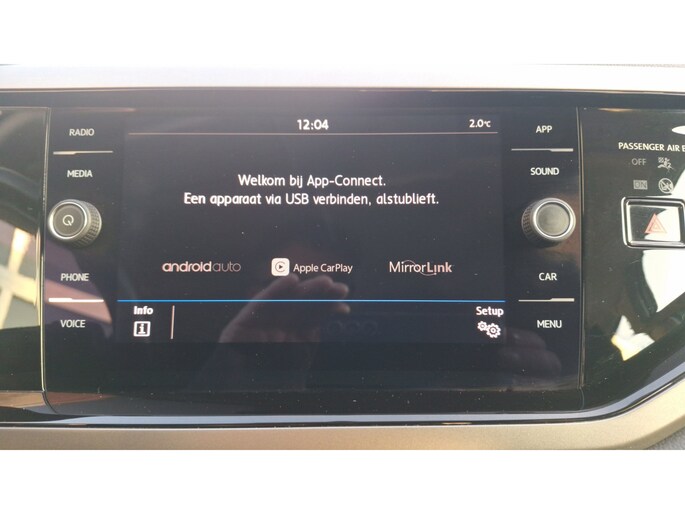 RADIO
MEDIA
PHONE
VOICE
12:04
2.0°c
Welkom bij App-Connect.
Een apparaat via USB verbinden, alstublieft.
androidauto
Apple CarPlay
MirrorLink
Info
Setup
APP
SOUND
CAR
MENU
PASSENGER AIR
OFF